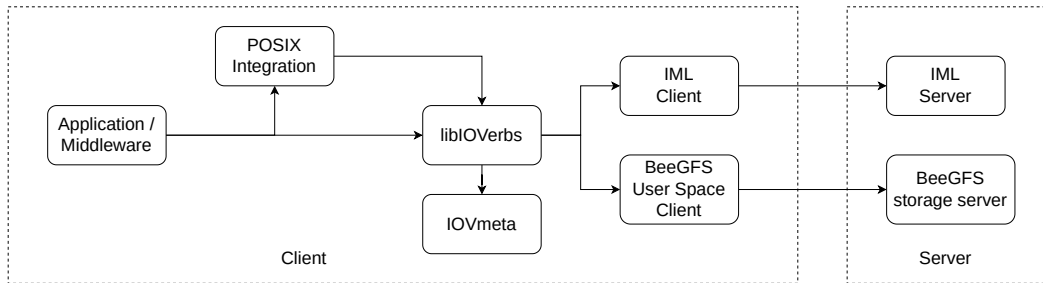 POSIX
Integration
Application /
Middleware
libIOVerbs
IOVmeta
IML
Client
BeeGFS
User Space
Client
Client
IML
Server
BeeGFS
storage server
Server